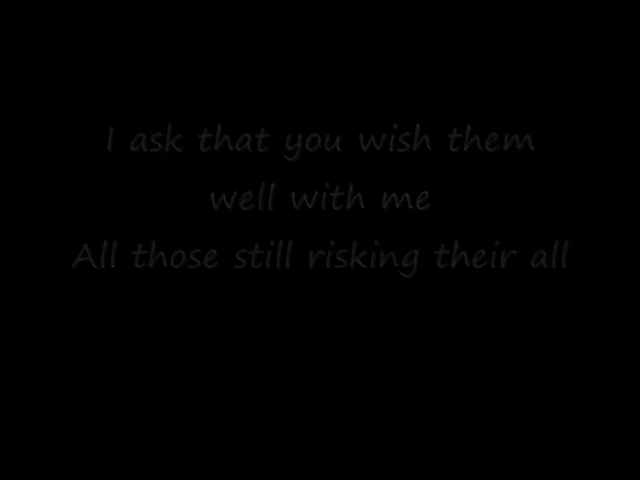 I ask that you wish them
well with me
All those still risking their all